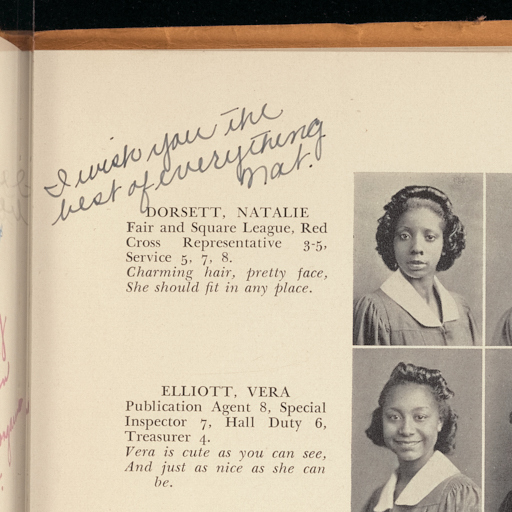 I wish you the
best of everything
Nat.
DORSETT, NATALIE
Fair and Square League, Red
Cross Representative 3-5,
Service 5, 7, 8.
Charming hair, pretty face,
She should fit in any place.
ELLIOTT, VERA
Publication Agent 8, Special
Inspector 7, Hall Duty 6,
Treasurer 4.
Vera is cute as you can see,
And just as nice as she can
be.